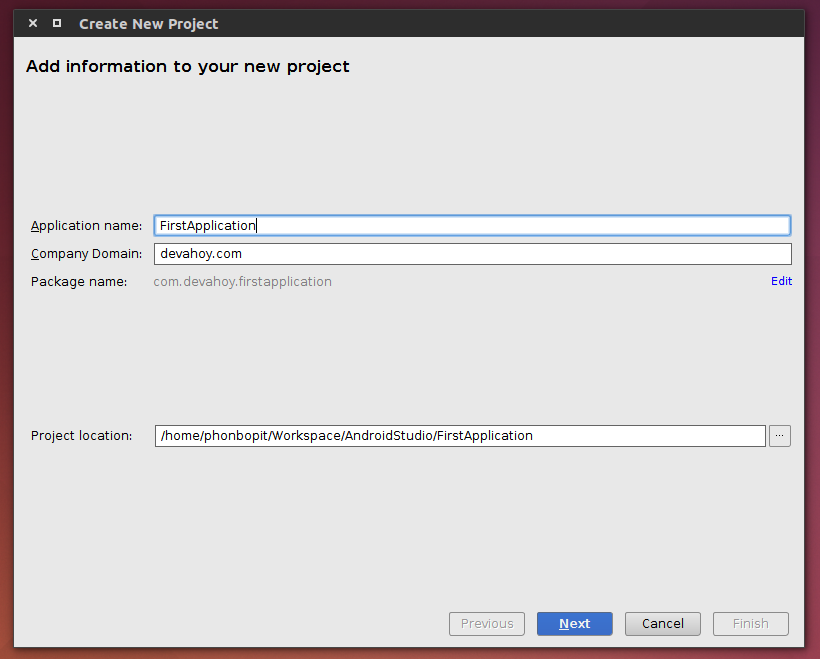 Create New Project
Add information to your new project
Application name: FirstApplication
Company Domain: devahoy.com
Package name: com.devahoy.firstapplication Edit
Project location: /home/phonbopit/Workspace/AndroidStudio/FirstApplication ...
Previous Next Cancel Finish